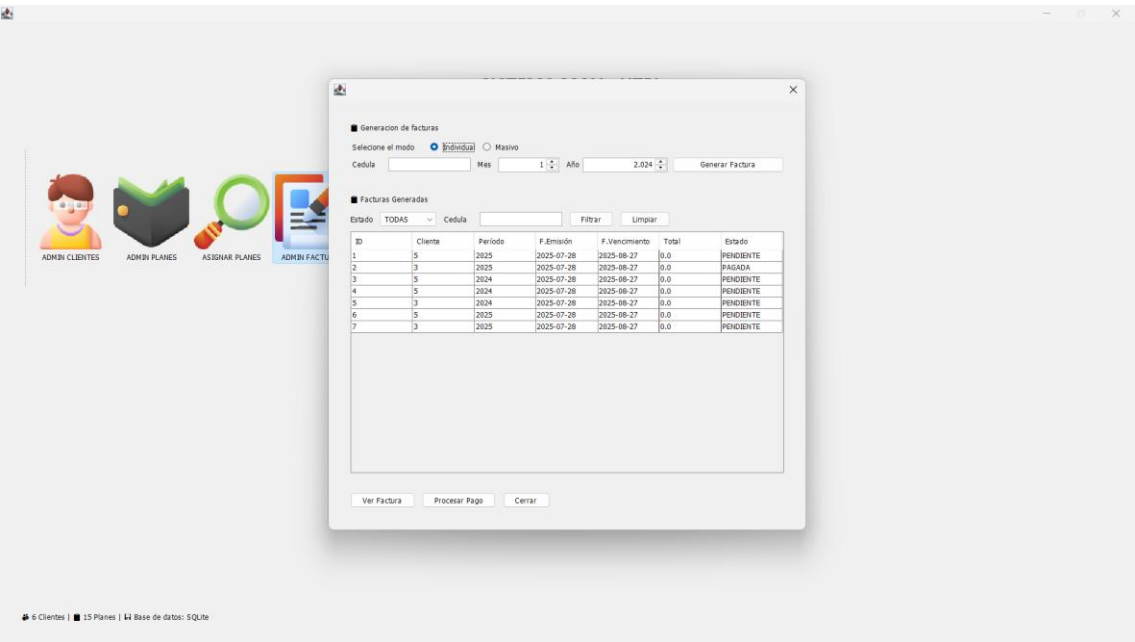 Generacion de facturas
Selecione el modo Individual Masivo
Cedula Mes 1 Año 2.024 Generar Factura
Facturas Generadas
Estado TODAS Cedula Filtrar Limpiar
ID Cliente Período F.Emisión F.Vencimiento Total Estado
1 5 2025 2025-07-28 2025-08-27 0.0 PENDIENTE
2 3 2025 2025-07-28 2025-08-27 0.0 PAGADA
3 5 2024 2025-07-28 2025-08-27 0.0 PENDIENTE
4 5 2024 2025-07-28 2025-08-27 0.0 PENDIENTE
5 3 2024 2025-07-28 2025-08-27 0.0 PENDIENTE
6 5 2025 2025-07-28 2025-08-27 0.0 PENDIENTE
7 3 2025 2025-07-28 2025-08-27 0.0 PENDIENTE
Ver Factura Procesar Pago Cerrar
ADMIN CLIENTES ADMIN PLANES ASIGNAR PLANES ADMIN FACTU
6 Clientes | 15 Planes | Base de datos: SQLite